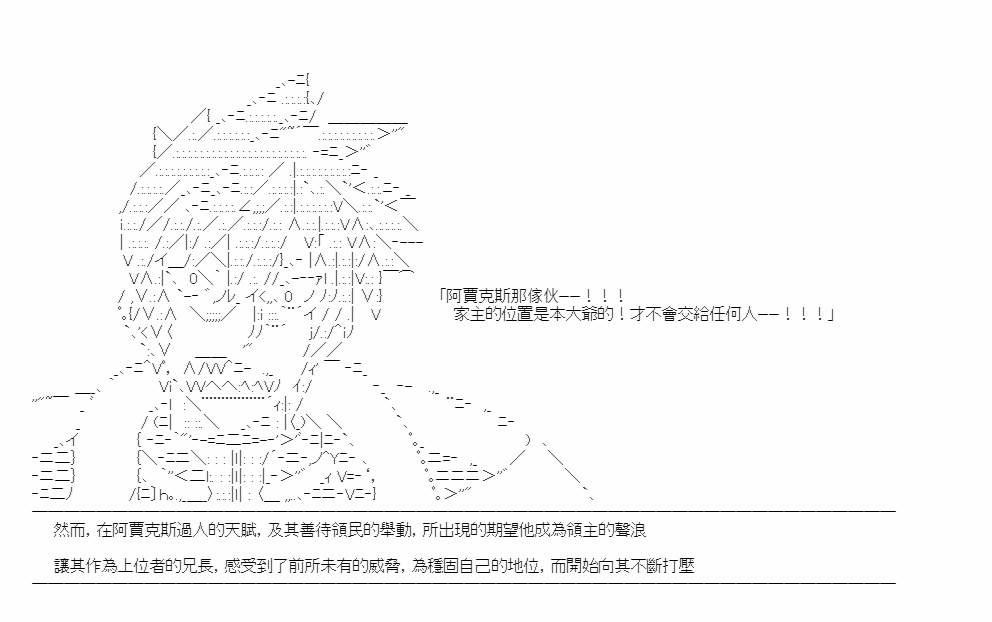 「阿賈克斯那傢伙——！！！
家主的位置是本大爺的！才不會交給任何人——！！！」
然而，在阿賈克斯過人的天賦，及其善待領民的舉動，所出現的期望他成為領主的聲浪
讓其作為上位者的兄長，感受到了前所未有的威脅，為穩固自己的地位，而開始向其不斷打壓